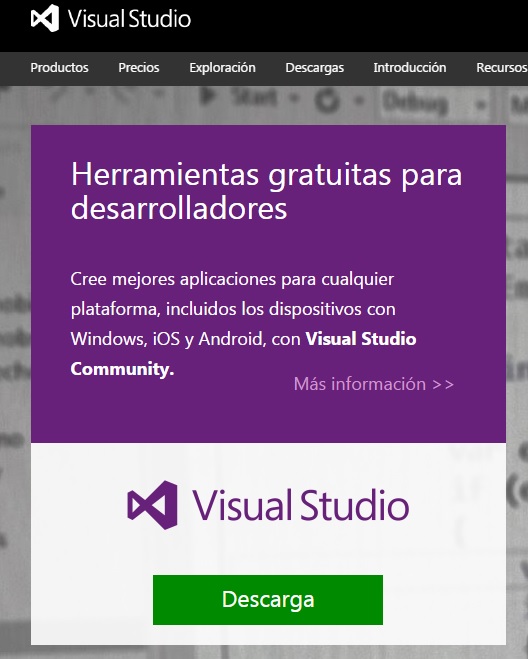 Visual Studio
Productos Precios Exploración Descargas Introducción Recursos
Start Debug
Herramientas gratuitas para
desarrolladores
Cree mejores aplicaciones para cualquier
plataforma, incluidos los dispositivos con
Windows, iOS y Android, con Visual Studio
Community.
Más información >>
Visual Studio
Descarga